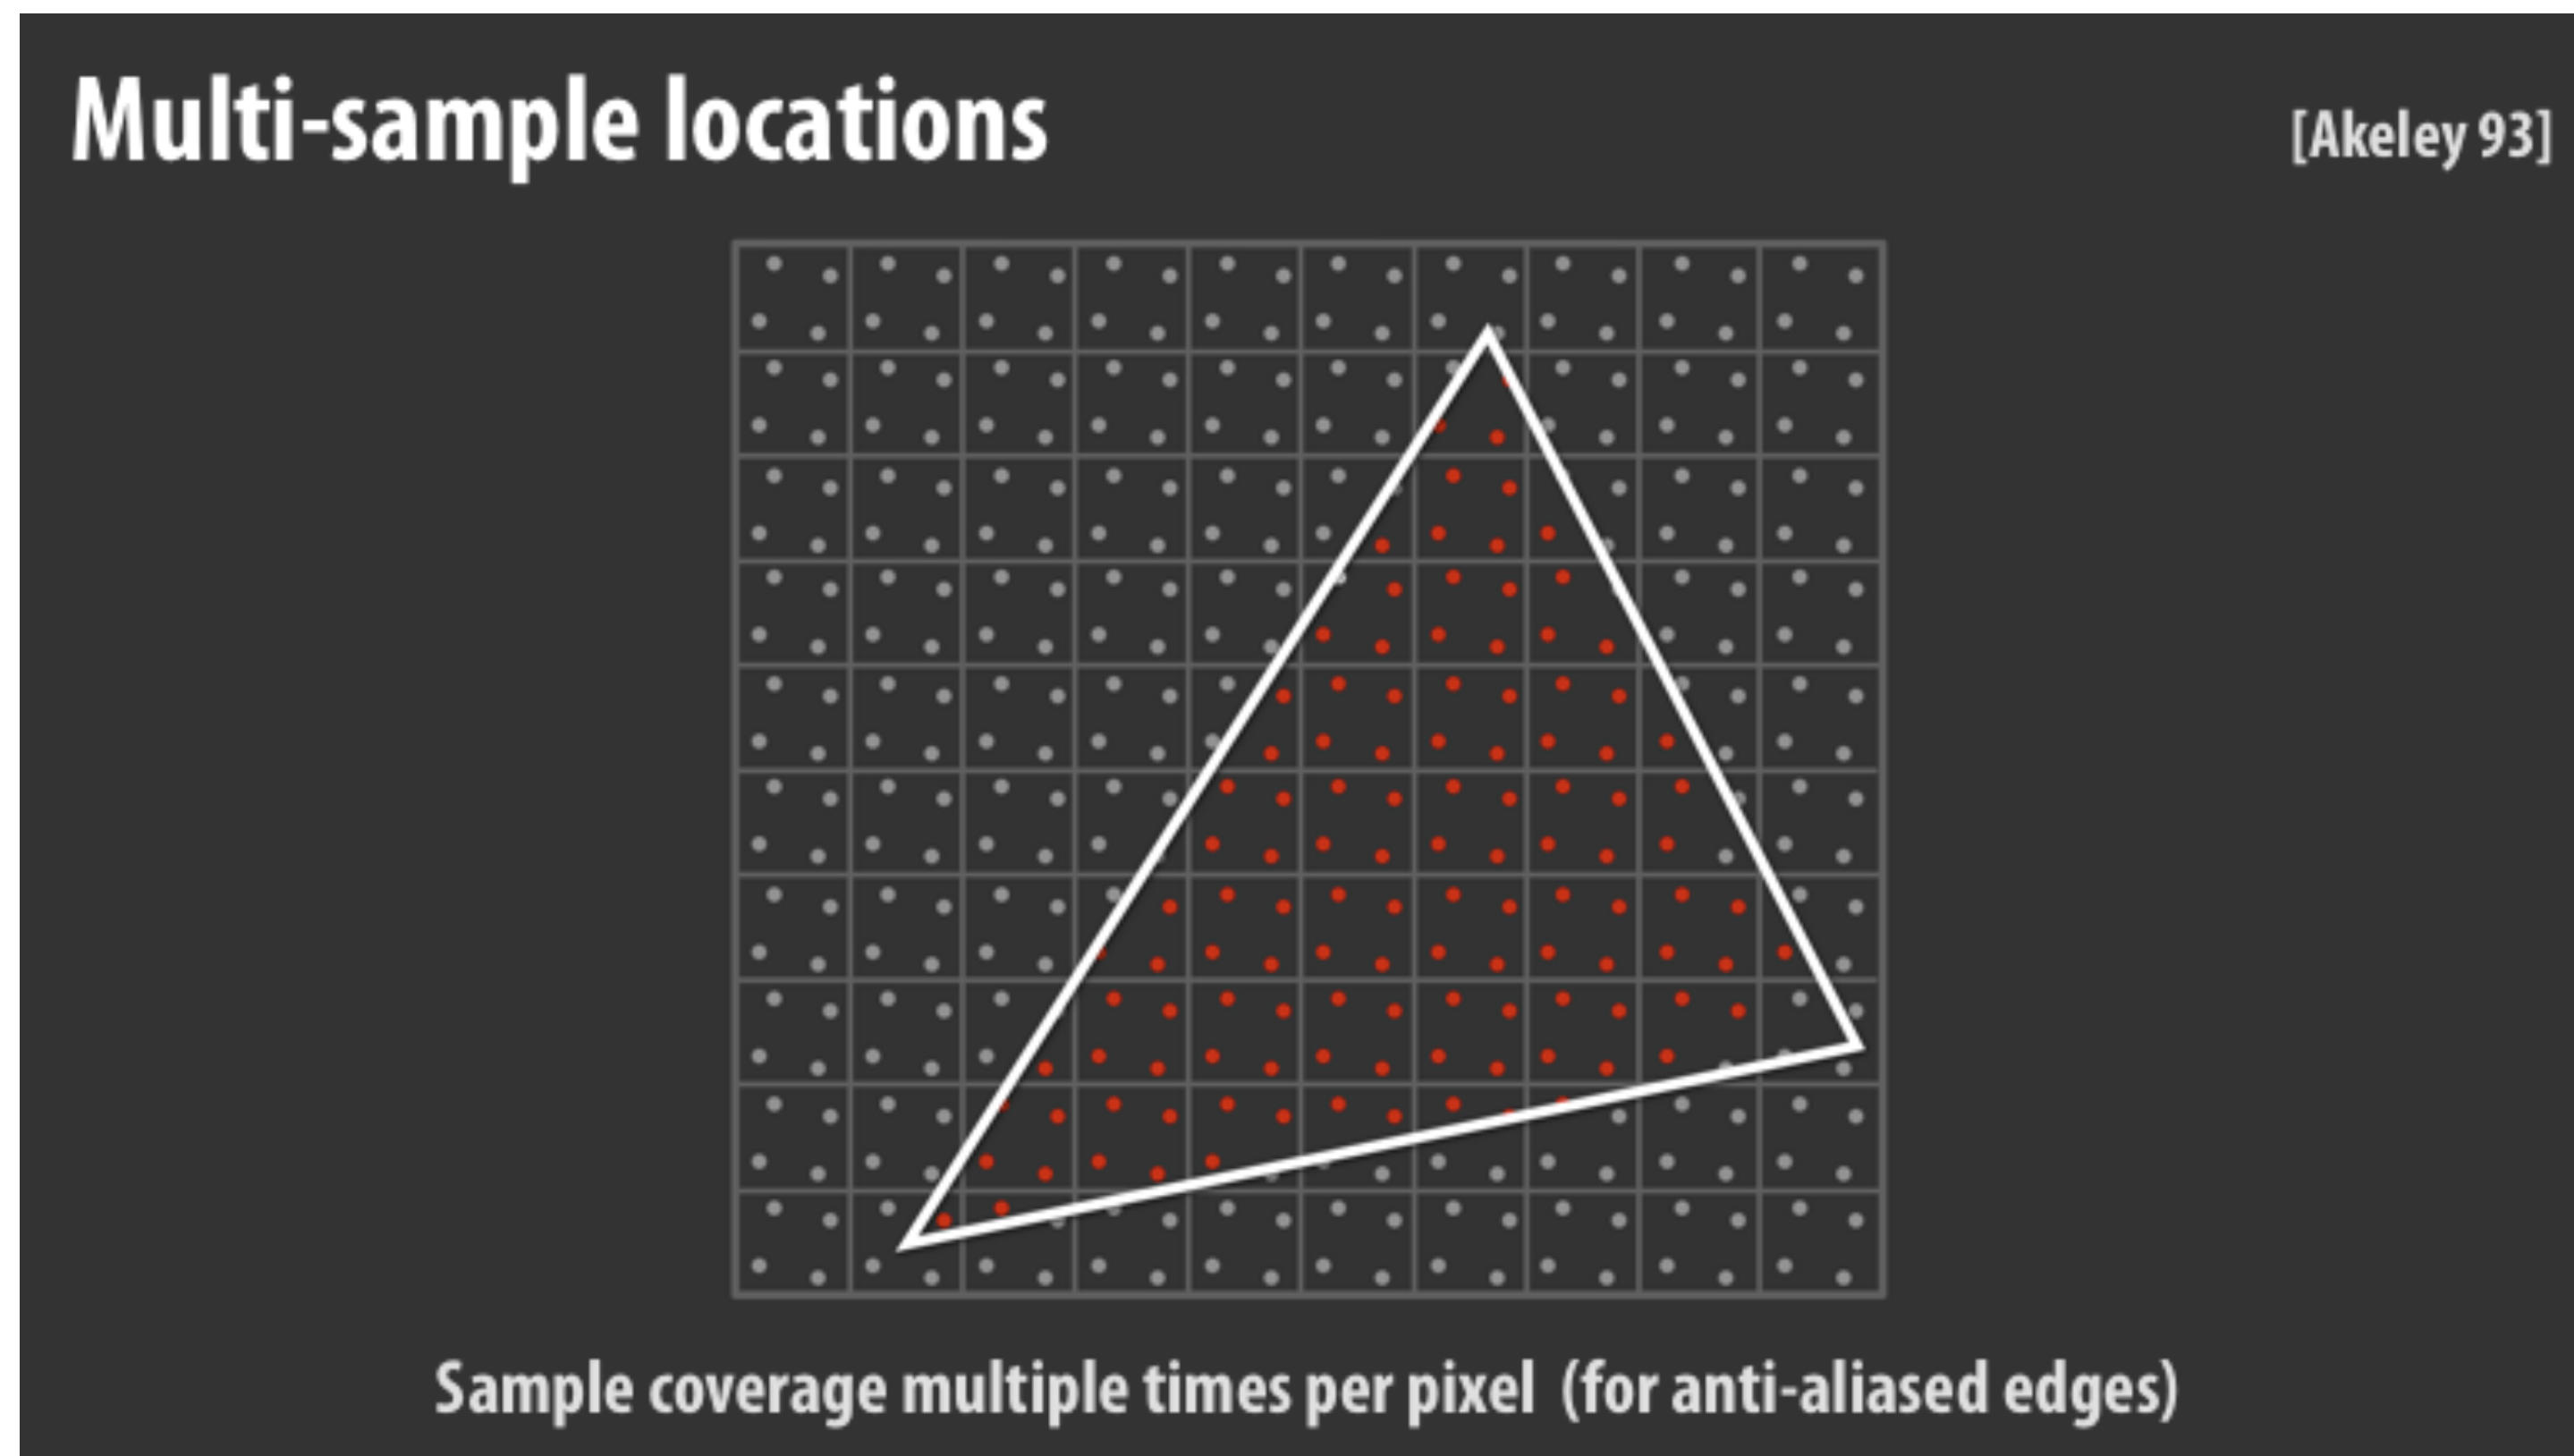 Multi-sample locations
[Akeley 93]
Sample coverage multiple times per pixel (for anti-aliased edges)